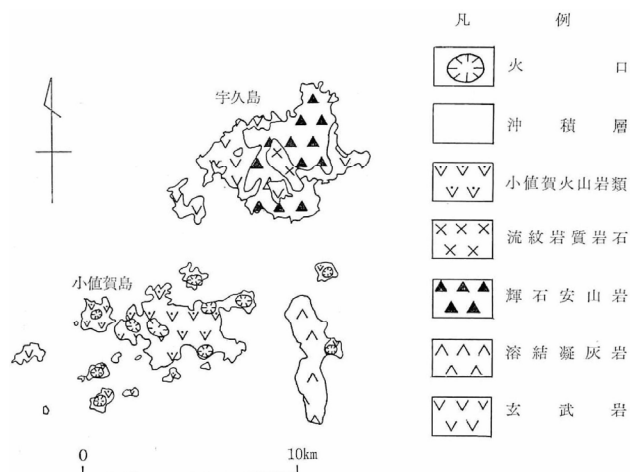 凡 例
火 口
沖 積 層
小値賀火山岩類
流紋岩質岩石
輝 石 安 山 岩
溶 結 凝 灰 岩
玄 武 岩
宇久島
小値賀島
0 10km